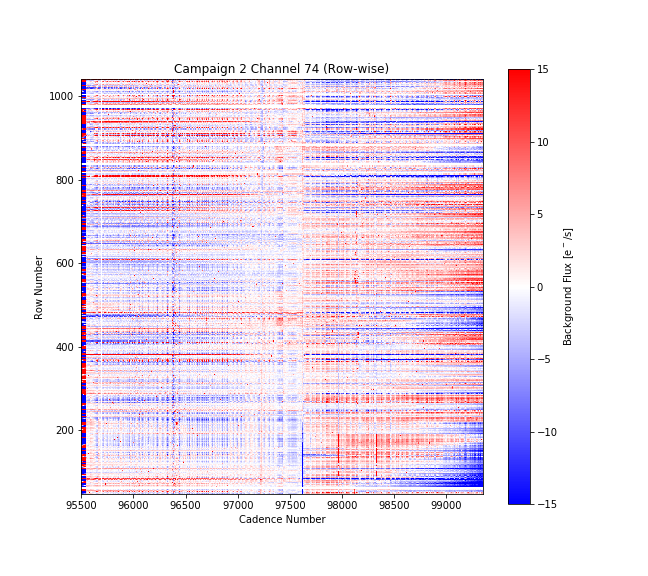 Campaign 2 Channel 74 (Row-wise)
1000
800
600
400
200
Row Number
95500 96000 96500 97000 97500 98000 98500 99000
Cadence Number
15
10
5
0
−5
−10
−15
Background Flux [e⁻/s]